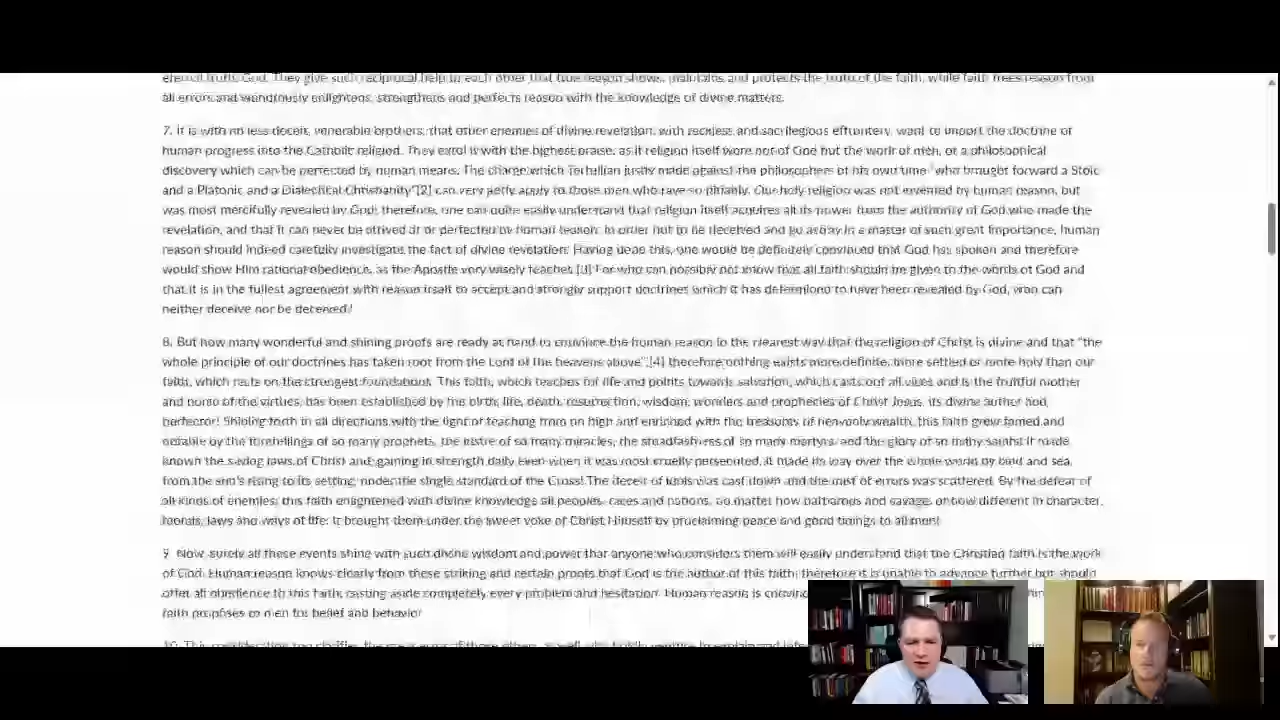 eternal truth, God. They give such reciprocal help to each other that true reason shows, maintains and protects the truth of the faith, while faith frees reason from
all errors and wondrously enlightens, strengthens and perfects reason with the knowledge of divine matters.
7. It is with no less deceit, venerable brothers, that other enemies of divine revelation, with reckless and sacrilegious effrontery, want to import the doctrine of
human progress into the Catholic religion. They extol it with the highest praise, as if religion itself were not of God but the work of men, or a philosophical
discovery which can be perfected by human means. The charge which Tertullian justly made against the philosophers of his own time "who brought forward a Stoic
and a Platonic and a Dialectical Christianity"[2] can very aptly apply to those men who rave so pitiably. Our holy religion was not invented by human reason, but
was most mercifully revealed by God; therefore, one can quite easily understand that religion itself acquires all its power from the authority of God who made the
revelation, and that it can never be arrived at or perfected by human reason. In order not to be deceived and go astray in a matter of such great importance, human
reason should indeed carefully investigate the fact of divine revelation. Having done this, one would be definitely convinced that God has spoken and therefore
would show Him rational obedience, as the Apostle very wisely teaches.[3] For who can possibly not know that all faith should be given to the words of God and
that it is in the fullest agreement with reason itself to accept and strongly support doctrines which it has determined to have been revealed by God, who can
neither deceive nor be deceived?
8. But how many wonderful and shining proofs are ready at hand to convince the human reason in the clearest way that the religion of Christ is divine and that "the
whole principle of our doctrines has taken root from the Lord of the heavens above";[4] therefore nothing exists more definite, more settled or more holy than our
faith, which rests on the strongest foundations. This faith, which teaches for life and points towards salvation, which casts out all vices and is the fruitful mother
and nurse of the virtues, has been established by the birth, life, death, resurrection, wisdom, wonders and prophecies of Christ Jesus, its divine author and
perfector! Shining forth in all directions with the light of teaching from on high and enriched with the treasures of heavenly wealth, this faith grew famed and
notable by the foretellings of so many prophets, the lustre of so many miracles, the steadfastness of so many martyrs, and the glory of so many saints! It made
known the saving laws of Christ and, gaining in strength daily even when it was most cruelly persecuted, it made its way over the whole world by land and sea,
from the sun's rising to its setting, under the single standard of the Cross! The deceit of idols was cast down and the mist of errors was scattered. By the defeat of
all kinds of enemies, this faith enlightened with divine knowledge all peoples, races and nations, no matter how barbarous and savage, or how different in character,
morals, laws and ways of life. It brought them under the sweet yoke of Christ Himself by proclaiming peace and good tidings to all men!
9. Now, surely all these events shine with such divine wisdom and power that anyone who considers them will easily understand that the Christian faith is the work
of God. Human reason knows clearly from these striking and certain proofs that God is the author of this faith; therefore it is unable to advance further but should
offer all obedience to this faith, casting aside completely every problem and hesitation. Human reason is
faith proposes to men for belief and behavior